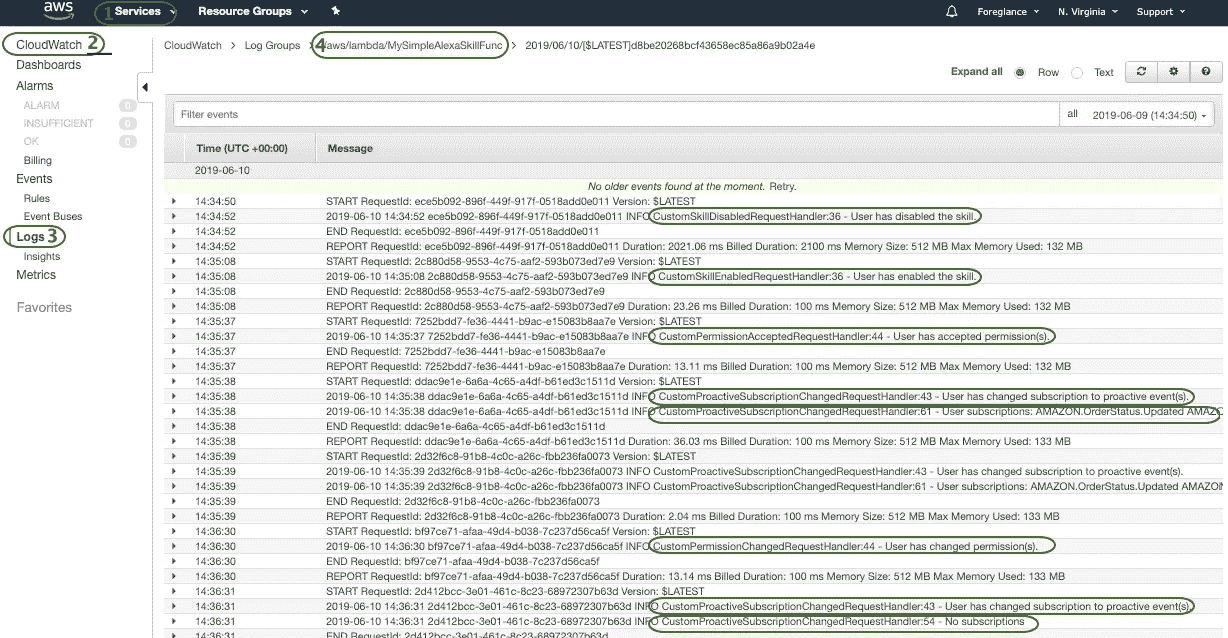 aws
1 Services
Resource Groups
Foreglance
N. Virginia
Support
CloudWatch 2
Dashboards
Alarms
ALARM 0
INSUFFICIENT 0
OK 0
Billing
Events
Rules
Event Buses
Logs 3
Insights
Metrics
Favorites
CloudWatch > Log Groups > 4 /aws/lambda/MySimpleAlexaSkillFunc > 2019/06/10/[$LATEST]d8be20268bcf43658ec85a86a9b02a4e
Expand all Row Text
Filter events all 2019-06-09 (14:34:50)
Time (UTC +00:00) Message
2019-06-10
No older events found at the moment. Retry.
14:34:50 START RequestId: ece5b092-896f-449f-917f-0518add0e011 Version: $LATEST
14:34:52 2019-06-10 14:34:52 ece5b092-896f-449f-917f-0518add0e011 INFO CustomSkillDisabledRequestHandler:36 - User has disabled the skill.
14:34:52 END RequestId: ece5b092-896f-449f-917f-0518add0e011
14:34:52 REPORT RequestId: ece5b092-896f-449f-917f-0518add0e011 Duration: 2021.06 ms Billed Duration: 2100 ms Memory Size: 512 MB Max Memory Used: 132 MB
14:35:08 START RequestId: 2c880d58-9553-4c75-aaf2-593b073ed7e9 Version: $LATEST
14:35:08 2019-06-10 14:35:08 2c880d58-9553-4c75-aaf2-593b073ed7e9 INFO CustomSkillEnabledRequestHandler:36 - User has enabled the skill.
14:35:08 END RequestId: 2c880d58-9553-4c75-aaf2-593b073ed7e9
14:35:08 REPORT RequestId: 2c880d58-9553-4c75-aaf2-593b073ed7e9 Duration: 23.26 ms Billed Duration: 100 ms Memory Size: 512 MB Max Memory Used: 132 MB
14:35:37 START RequestId: 7252bdd7-fe36-4441-b9ac-e15083b8aa7e Version: $LATEST
14:35:37 2019-06-10 14:35:37 7252bdd7-fe36-4441-b9ac-e15083b8aa7e INFO CustomPermissionAcceptedRequestHandler:44 - User has accepted permission(s).
14:35:37 END RequestId: 7252bdd7-fe36-4441-b9ac-e15083b8aa7e
14:35:37 REPORT RequestId: 7252bdd7-fe36-4441-b9ac-e15083b8aa7e Duration: 13.11 ms Billed Duration: 100 ms Memory Size: 512 MB Max Memory Used: 132 MB
14:35:38 START RequestId: ddac9e1e-6a6a-4c65-a4df-b61ed3c1511d Version: $LATEST
14:35:38 2019-06-10 14:35:38 ddac9e1e-6a6a-4c65-a4df-b61ed3c1511d INFO CustomProactiveSubscriptionChangedRequestHandler:43 - User has changed subscription to proactive event(s).
14:35:38 2019-06-10 14:35:38 ddac9e1e-6a6a-4c65-a4df-b61ed3c1511d INFO CustomProactiveSubscriptionChangedRequestHandler:61 - User subscriptions: AMAZON.OrderStatus.Updated AMAZO
14:35:38 END RequestId: ddac9e1e-6a6a-4c65-a4df-b61ed3c1511d
14:35:38 REPORT RequestId: ddac9e1e-6a6a-4c65-a4df-b61ed3c1511d Duration: 36.03 ms Billed Duration: 100 ms Memory Size: 512 MB Max Memory Used: 133 MB
14:35:39 START RequestId: 2d32f6c8-91b8-4c0c-a26c-fbb236fa0073 Version: $LATEST
14:35:39 2019-06-10 14:35:39 2d32f6c8-91b8-4c0c-a26c-fbb236fa0073 INFO CustomProactiveSubscriptionChangedRequestHandler:43 - User has changed subscription to proactive event(s).
14:35:39 2019-06-10 14:35:39 2d32f6c8-91b8-4c0c-a26c-fbb236fa0073 INFO CustomProactiveSubscriptionChangedRequestHandler:61 - User subscriptions: AMAZON.OrderStatus.Updated AMAZON
14:35:39 END RequestId: 2d32f6c8-91b8-4c0c-a26c-fbb236fa0073
14:35:39 REPORT RequestId: 2d32f6c8-91b8-4c0c-a26c-fbb236fa0073 Duration: 2.04 ms Billed Duration: 100 ms Memory Size: 512 MB Max Memory Used: 133 MB
14:36:30 START RequestId: bf97ce71-afaa-49d4-b038-7c237d56ca5f Version: $LATEST
14:36:30 2019-06-10 14:36:30 bf97ce71-afaa-49d4-b038-7c237d56ca5f INFO CustomPermissionChangedRequestHandler:44 - User has changed permission(s).
14:36:30 END RequestId: bf97ce71-afaa-49d4-b038-7c237d56ca5f
14:36:30 REPORT RequestId: bf97ce71-afaa-49d4-b038-7c237d56ca5f Duration: 13.14 ms Billed Duration: 100 ms Memory Size: 512 MB Max Memory Used: 133 MB
14:36:31 START RequestId: 2d412bcc-3e01-461c-8c23-68972307b63d Version: $LATEST
14:36:31 2019-06-10 14:36:31 2d412bcc-3e01-461c-8c23-68972307b63d INFO CustomProactiveSubscriptionChangedRequestHandler:43 - User has changed subscription to proactive event(s).
14:36:31 2019-06-10 14:36:31 2d412bcc-3e01-461c-8c23-68972307b63d INFO CustomProactiveSubscriptionChangedRequestHandler:54 - No subscriptions
14:36:31 END RequestId: 2d412bcc-3e01-461c-8c23-68972307b63d